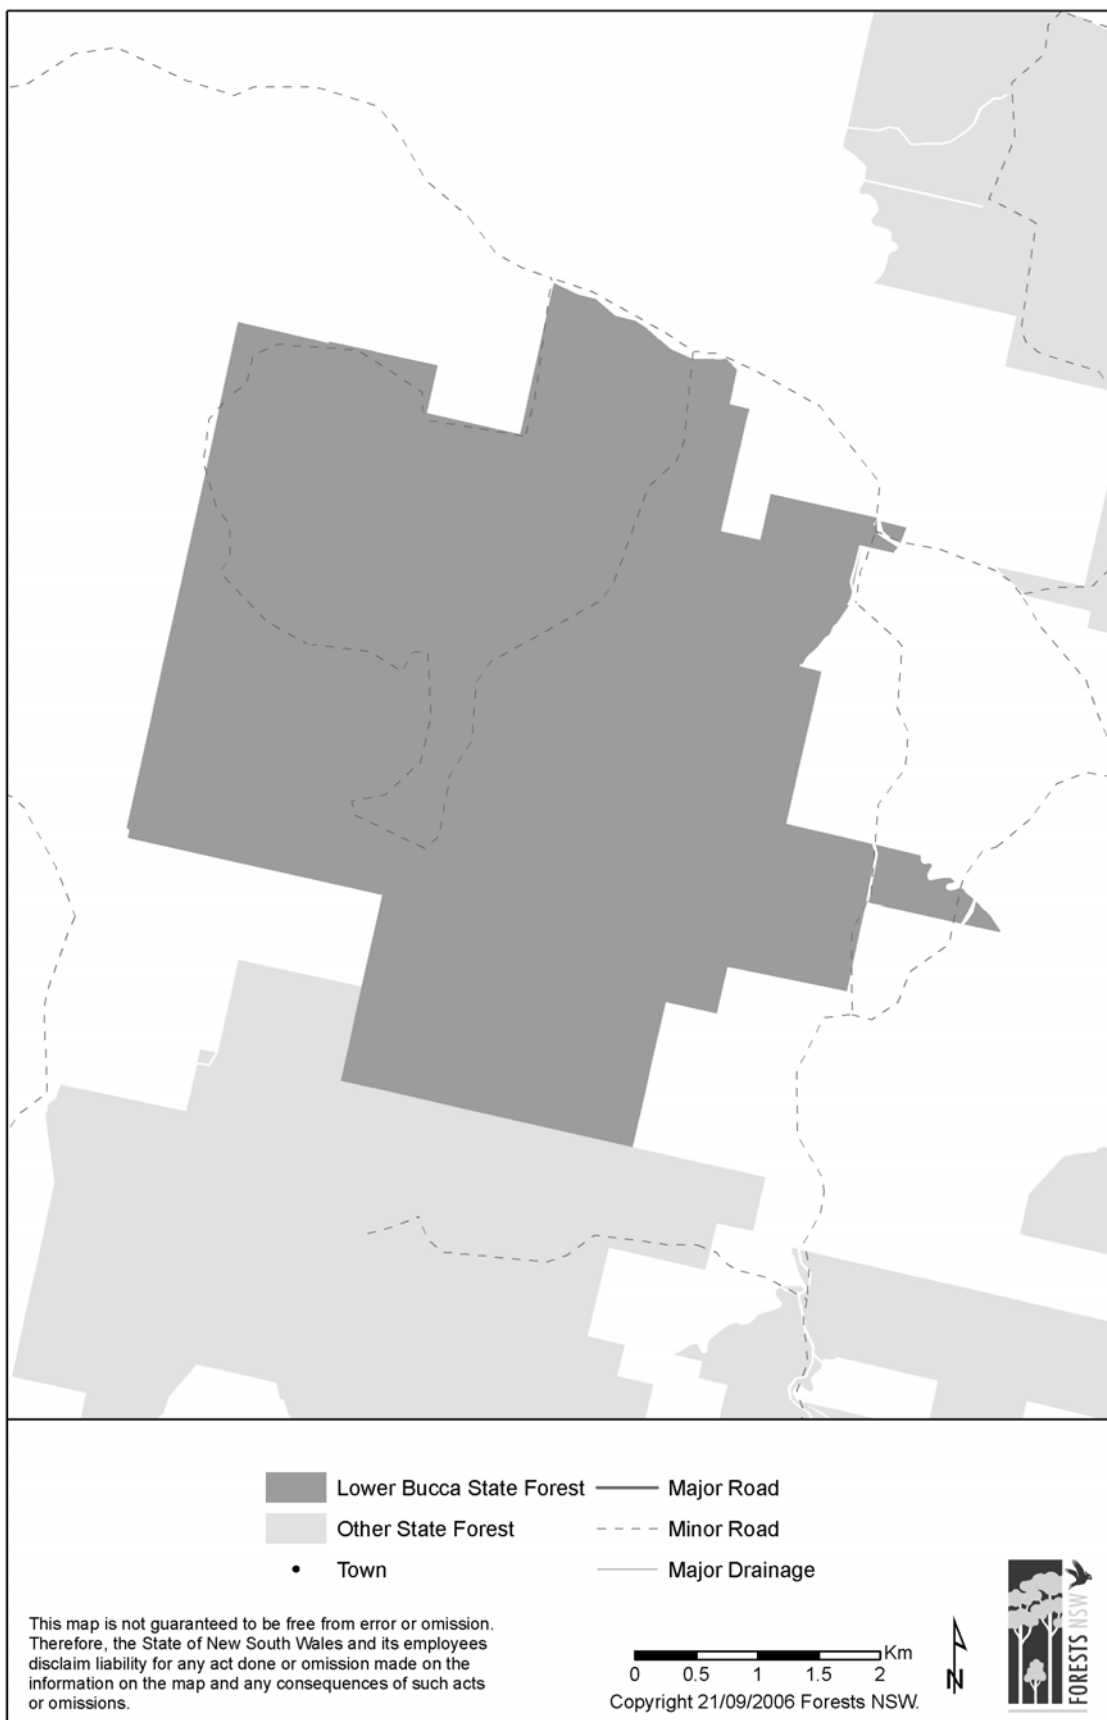 Lower Bucca State Forest
Major Road
Other State Forest
Minor Road
Town
Major Drainage
This map is not guaranteed to be free from error or omission.
Therefore, the State of New South Wales and its employees
disclaim liability for any act done or omission made on the
information on the map and any consequences of such acts
or omissions.
Km
0 0.5 1 1.5 2
Copyright 21/09/2006 Forests NSW.
N
FORESTS NSW